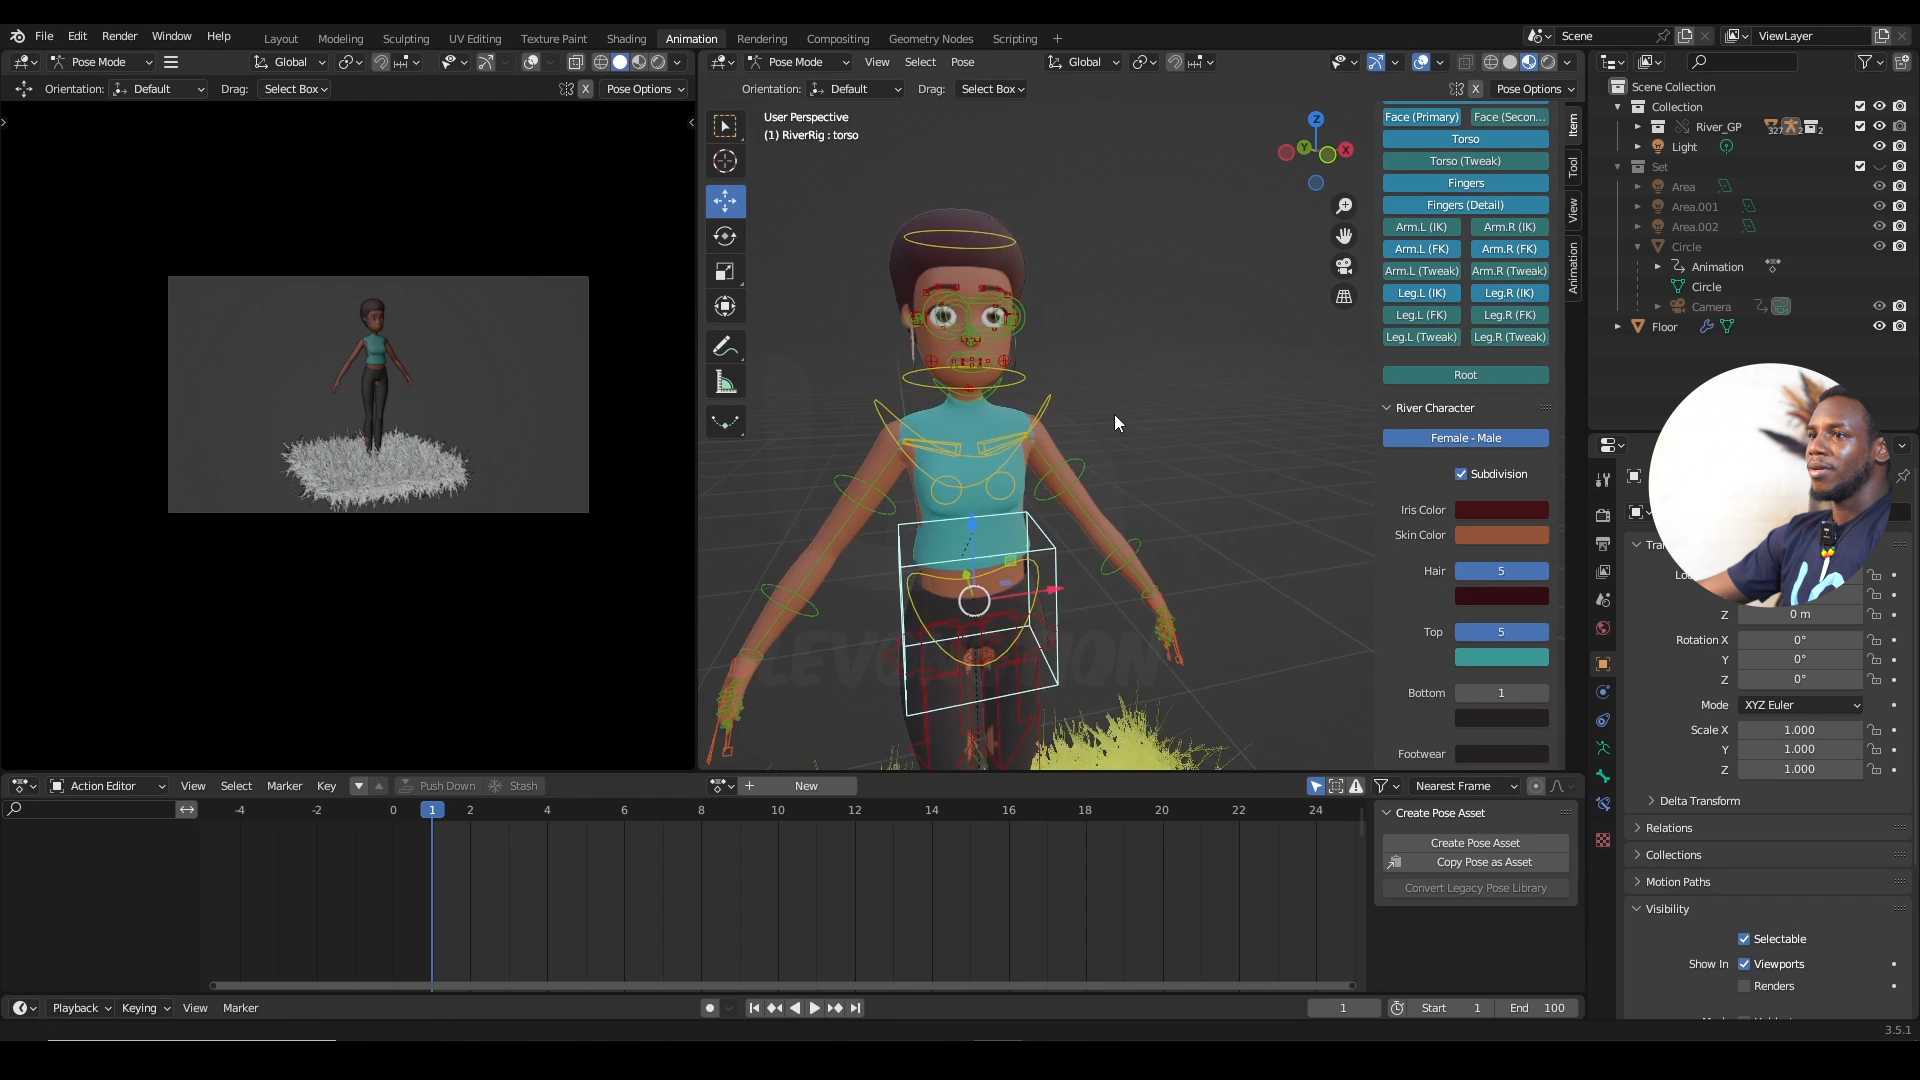 File Edit Render Window Help Layout Modeling Sculpting UV Editing Texture Paint Shading Animation Rendering Compositing Geometry Nodes Scripting + Scene ViewLayer
Pose Mode Global Pose Mode View Select Pose Global
Orientation: Default Drag: Select Box X Pose Options Orientation: Default Drag: Select Box X Pose Options
User Perspective
(1) RiverRig : torso
Z
Y
X
Face (Primary) Face (Secon...
Torso
Torso (Tweak)
Fingers
Fingers (Detail)
Arm.L (IK) Arm.R (IK)
Arm.L (FK) Arm.R (FK)
Arm.L (Tweak) Arm.R (Tweak)
Leg.L (IK) Leg.R (IK)
Leg.L (FK) Leg.R (FK)
Leg.L (Tweak) Leg.R (Tweak)
Root
River Character
Female - Male
Subdivision
Iris Color
Skin Color
Hair 5
Top 5
Bottom 1
Footwear
Item
Tool
View
Animation
Scene Collection
Collection
River_GP 327 2 2
Light
Set
Area
Area.001
Area.002
Circle
Animation
Circle
Camera
Floor
Z 0 m
Rotation X 0°
Y 0°
Z 0°
Mode XYZ Euler
Scale X 1.000
Y 1.000
Z 1.000
Delta Transform
Relations
Collections
Motion Paths
Visibility
Selectable
Show In Viewports
Renders
Action Editor View Select Marker Key Push Down Stash + New Nearest Frame
-4 -2 0 1 2 4 6 8 10 12 14 16 18 20 22 24
Create Pose Asset
Create Pose Asset
Copy Pose as Asset
Convert Legacy Pose Library
Playback Keying View Marker 1 Start 1 End 100
3.5.1